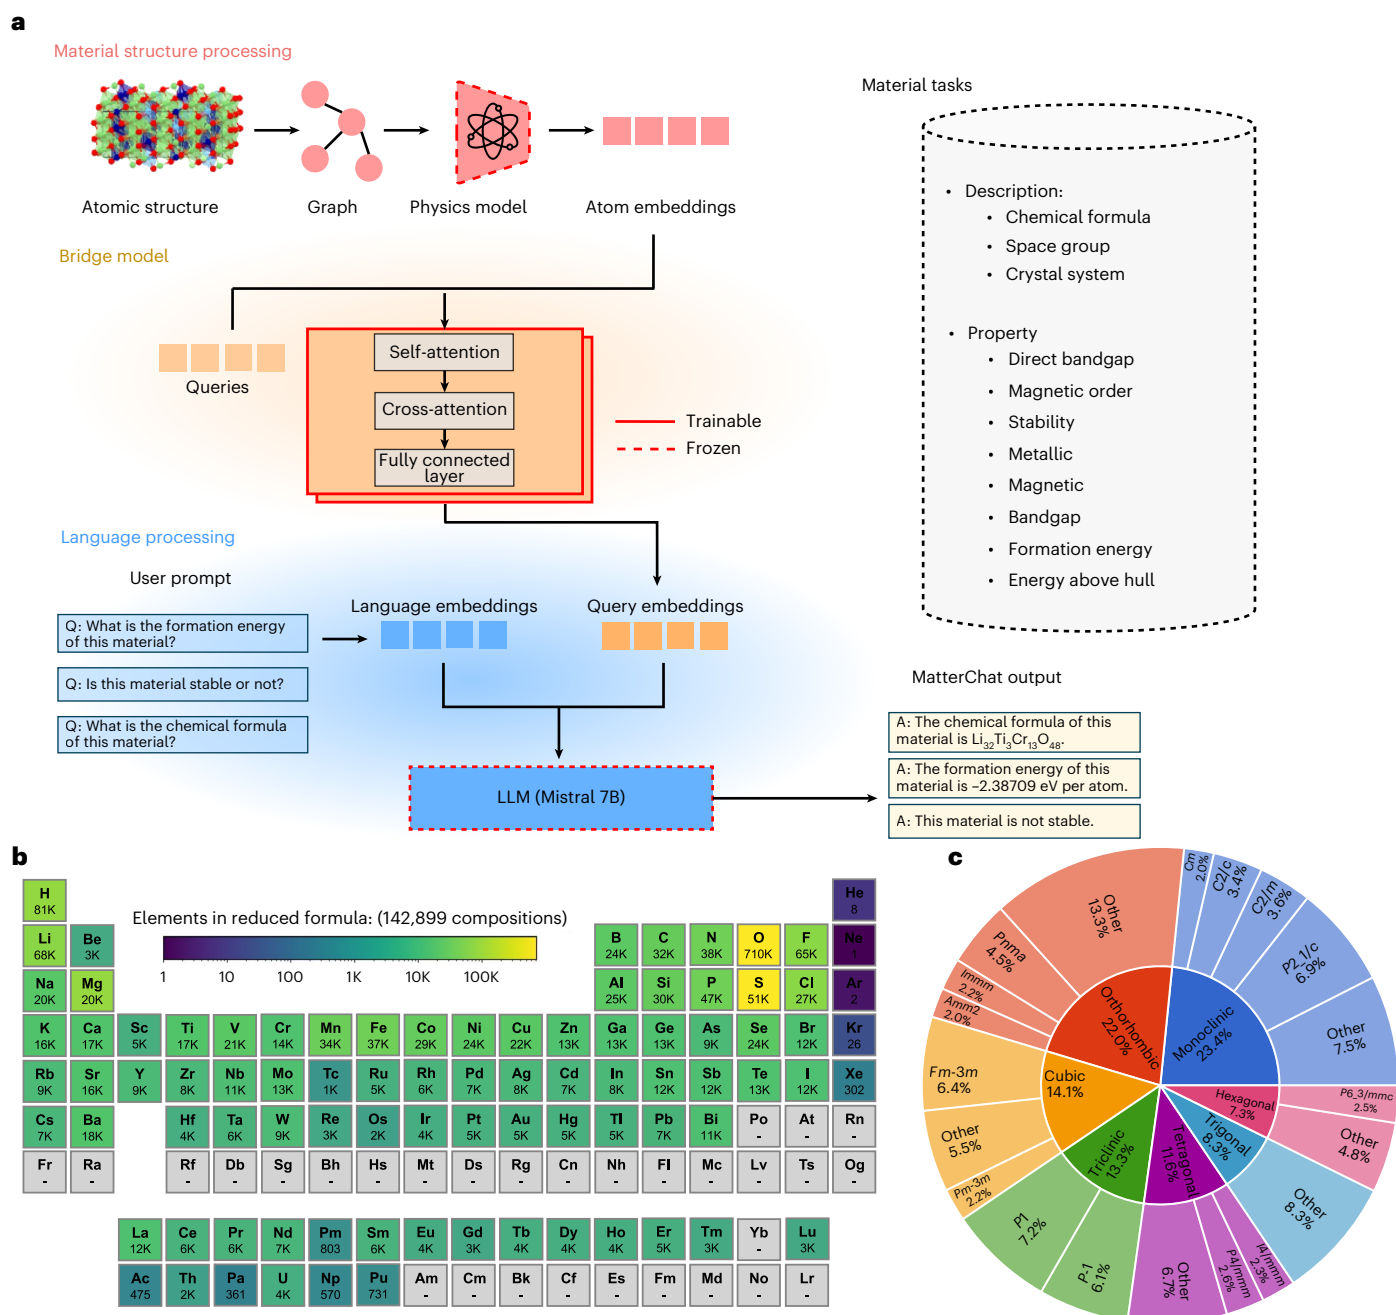 a
Material structure processing
Atomic structure
Graph
Physics model
Atom embeddings
Bridge model
Queries
Self-attention
Cross-attention
Fully connected
layer
Trainable
Frozen
Language processing
User prompt
Q: What is the formation energy
of this material?
Q: Is this material stable or not?
Q: What is the chemical formula
of this material?
Language embeddings
Query embeddings
LLM (Mistral 7B)
Material tasks
• Description:
• Chemical formula
• Space group
• Crystal system
• Property
• Direct bandgap
• Magnetic order
• Stability
• Metallic
• Magnetic
• Bandgap
• Formation energy
• Energy above hull
MatterChat output
A: The chemical formula of this
material is Li₃₂Ti₃Cr₁₃O₄₈.
A: The formation energy of this
material is –2.38709 eV per atom.
A: This material is not stable.
b
Elements in reduced formula: (142,899 compositions)
1 10 100 1K 10K 100K
H He
81K 8
Li Be B C N O F Ne
68K 3K 24K 32K 38K 710K 65K 1
Na Mg Al Si P S Cl Ar
20K 20K 25K 30K 47K 51K 27K 2
K Ca Sc Ti V Cr Mn Fe Co Ni Cu Zn Ga Ge As Se Br Kr
16K 17K 5K 17K 21K 14K 34K 37K 29K 24K 22K 13K 13K 13K 9K 24K 12K 26
Rb Sr Y Zr Nb Mo Tc Ru Rh Pd Ag Cd In Sn Sb Te I Xe
9K 16K 9K 8K 11K 13K 1K 5K 6K 7K 8K 7K 8K 12K 12K 13K 12K 302
Cs Ba Hf Ta W Re Os Ir Pt Au Hg Tl Pb Bi Po At Rn
7K 18K 4K 6K 9K 3K 2K 4K 5K 5K 5K 5K 7K 11K - - -
Fr Ra Rf Db Sg Bh Hs Mt Ds Rg Cn Nh Fl Mc Lv Ts Og
- - - - - - - - - - - - - - - - -
La Ce Pr Nd Pm Sm Eu Gd Tb Dy Ho Er Tm Yb Lu
12K 6K 6K 7K 803 6K 4K 3K 4K 4K 4K 5K 3K - 3K
Ac Th Pa U Np Pu Am Cm Bk Cf Es Fm Md No Lr
475 2K 361 4K 570 731 - - - - - - - - -
c
Monoclinic
23.4%
Cm
2.0%
C2/c
3.4%
C2/m
3.6%
P2_1/c
6.9%
Other
7.5%
Orthorhombic
22.0%
Other
13.3%
Pnma
4.5%
Immm
2.2%
Amm2
2.0%
Cubic
14.1%
Fm-3m
6.4%
Other
5.5%
Pm-3m
2.2%
Triclinic
13.3%
P1
7.2%
P-1
6.1%
Tetragonal
11.6%
Other
6.7%
P4/mmm
2.6%
I4/mmm
2.3%
Trigonal
8.3%
Other
8.3%
Hexagonal
7.3%
P6_3/mmc
2.5%
Other
4.8%